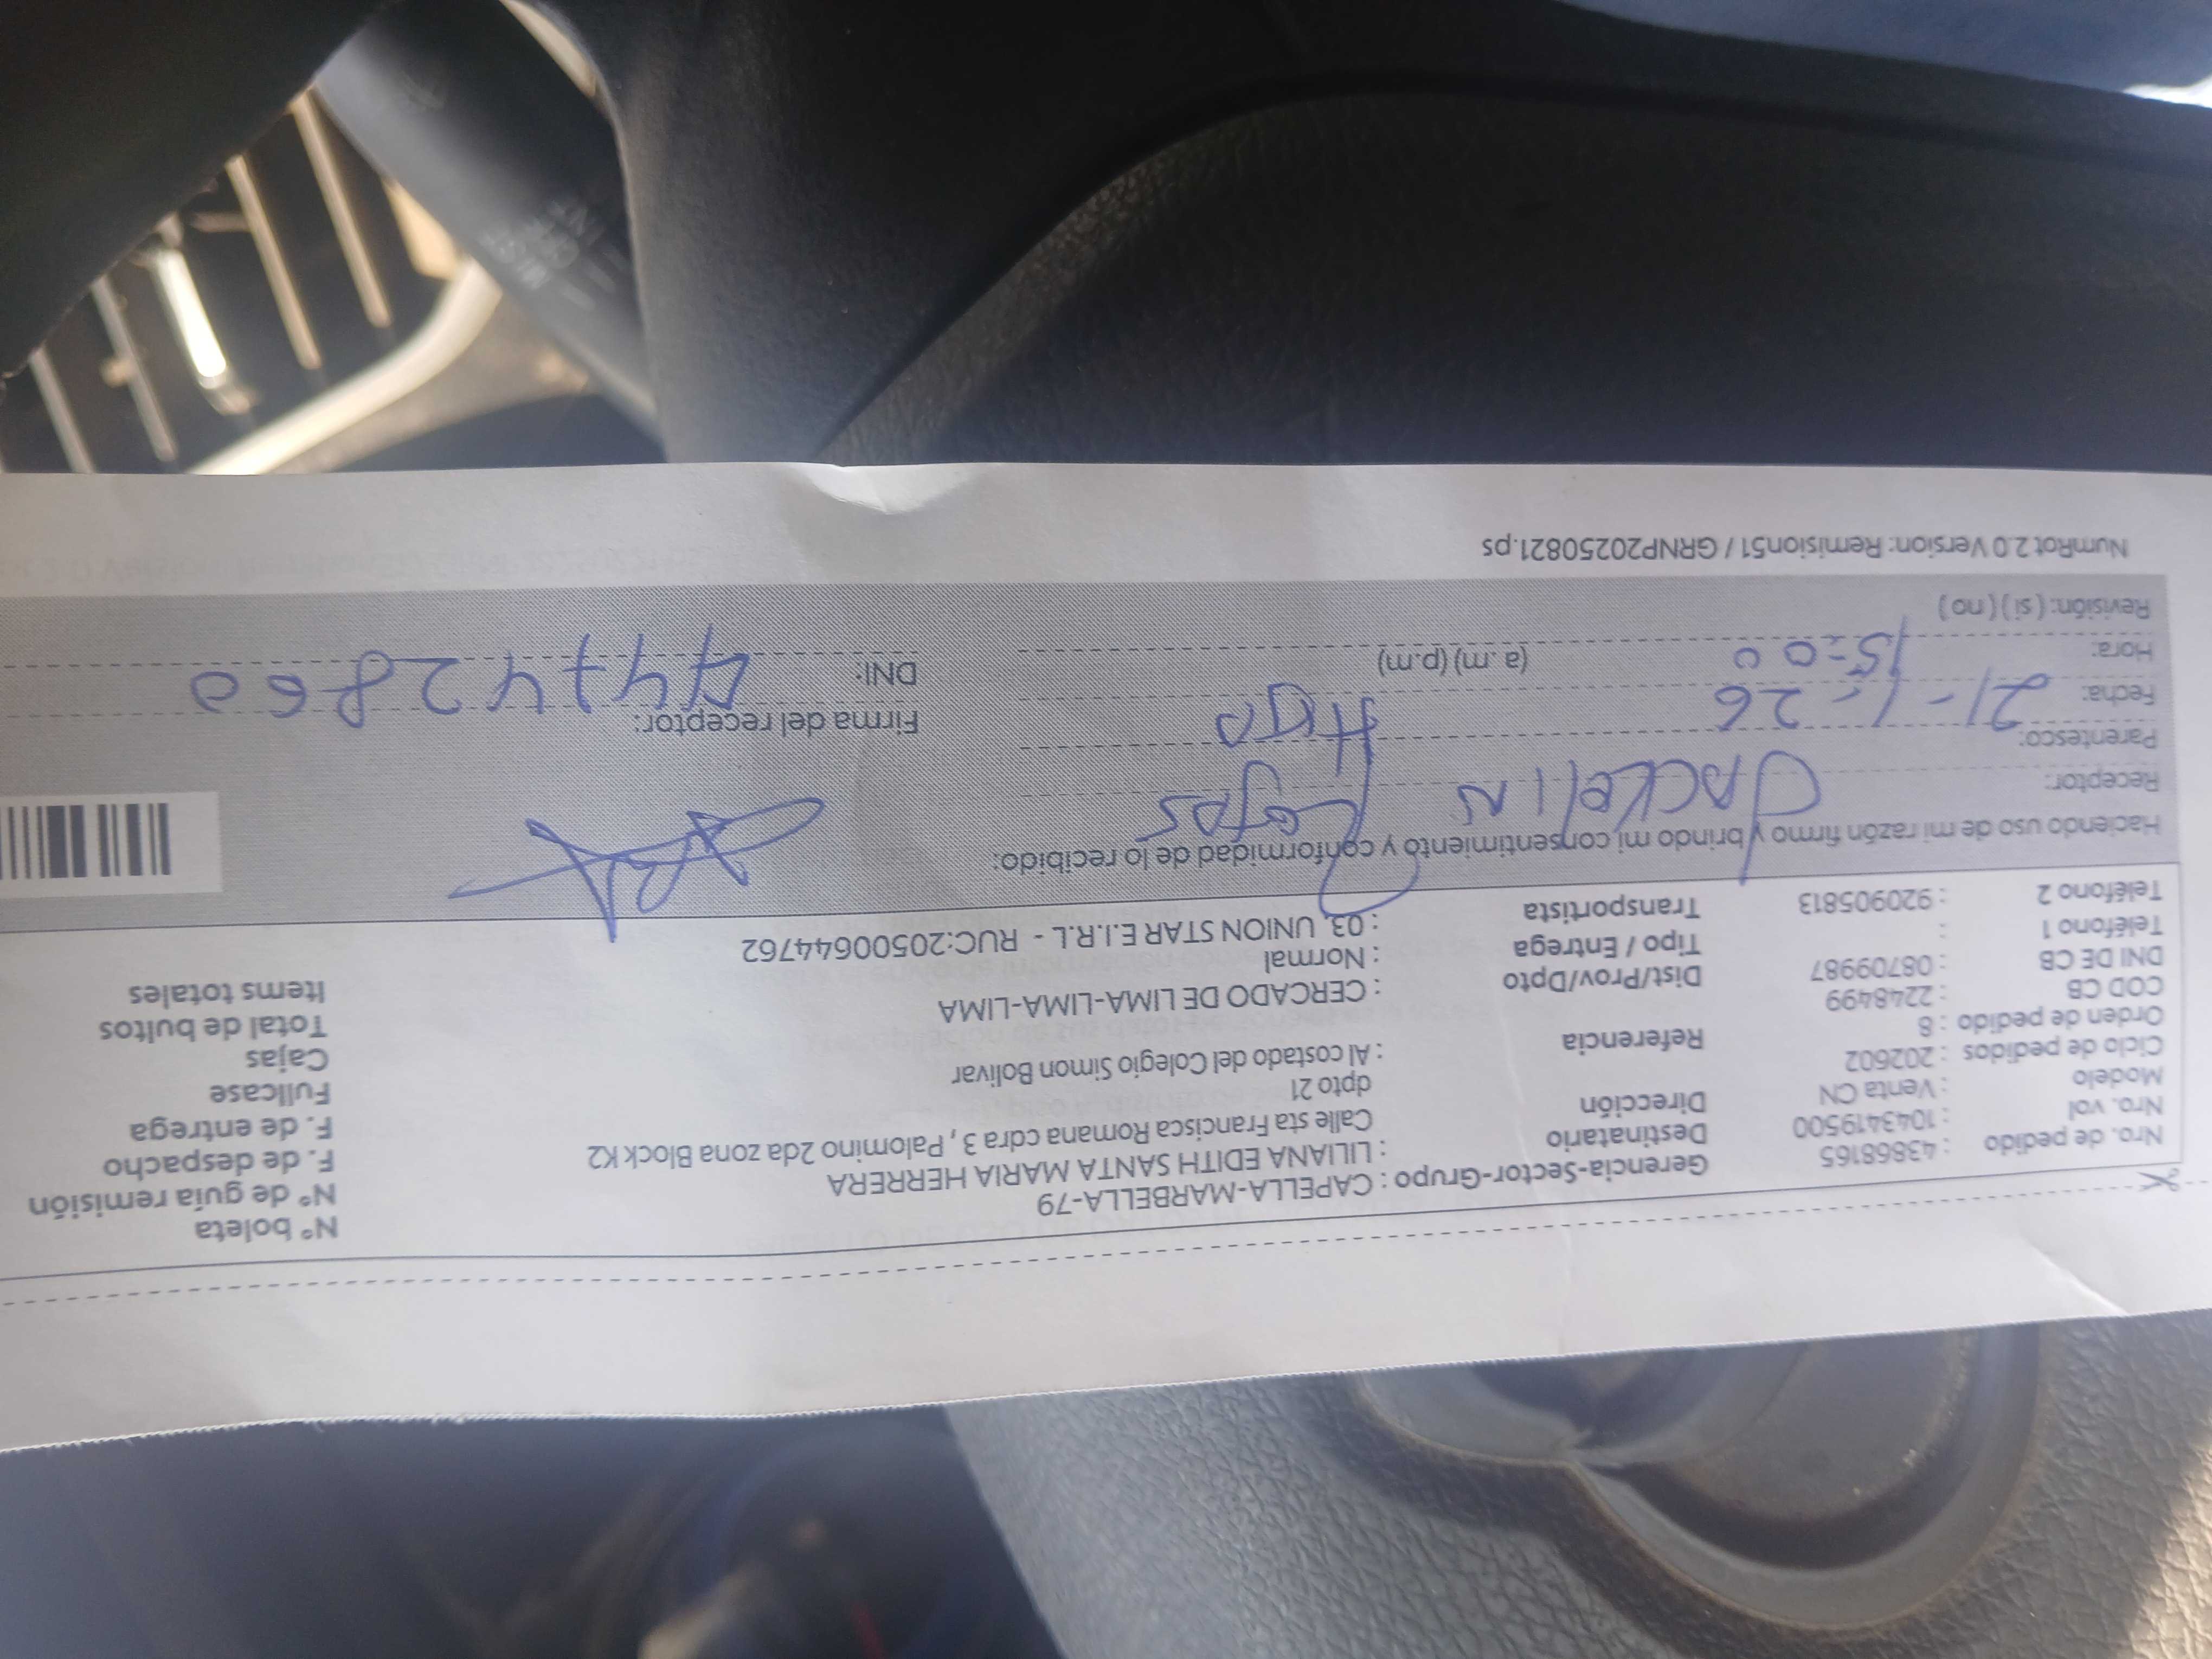 Nro. de pedido : 43868165 Gerencia-Sector-Grupo : CAPELLA-MARBELLA-79 N° boleta
Nro. vol : 1043419500 Destinatario : LILIANA EDITH SANTA MARIA HERRERA N° de guía remisión
Modelo : Venta CN Dirección Calle sta Francisca Romana cdra 3, Palomino 2da zona Block K2 F. de despacho
Ciclo de pedidos : 202602 dpto 21 F. de entrega
Orden de pedido : 8 Referencia : Al costado del Colegio Simon Bolivar Fullcase
COD CB : 2248499 Cajas
DNI DE CB : 08709987 Dist/Prov/Dpto : CERCADO DE LIMA-LIMA-LIMA Total de bultos
Teléfono 1 : Tipo / Entrega : Normal Items totales
Teléfono 2 : 920905813 Transportista : 03. UNION STAR E.I.R.L - RUC:20500644762
Haciendo uso de mi razón firmo y brindo mi consentimiento y conformidad de lo recibido:
Receptor: JACKELIN ROJAS
Parentesco: HIJA
Fecha: 21-1-26 Firma del receptor:
Hora: 15:00 (a.m) (p.m) DNI: 44742860
Revisión: ( si ) ( no )
NumRot 2.0 Version: Remision51 / GRNP20250821.ps